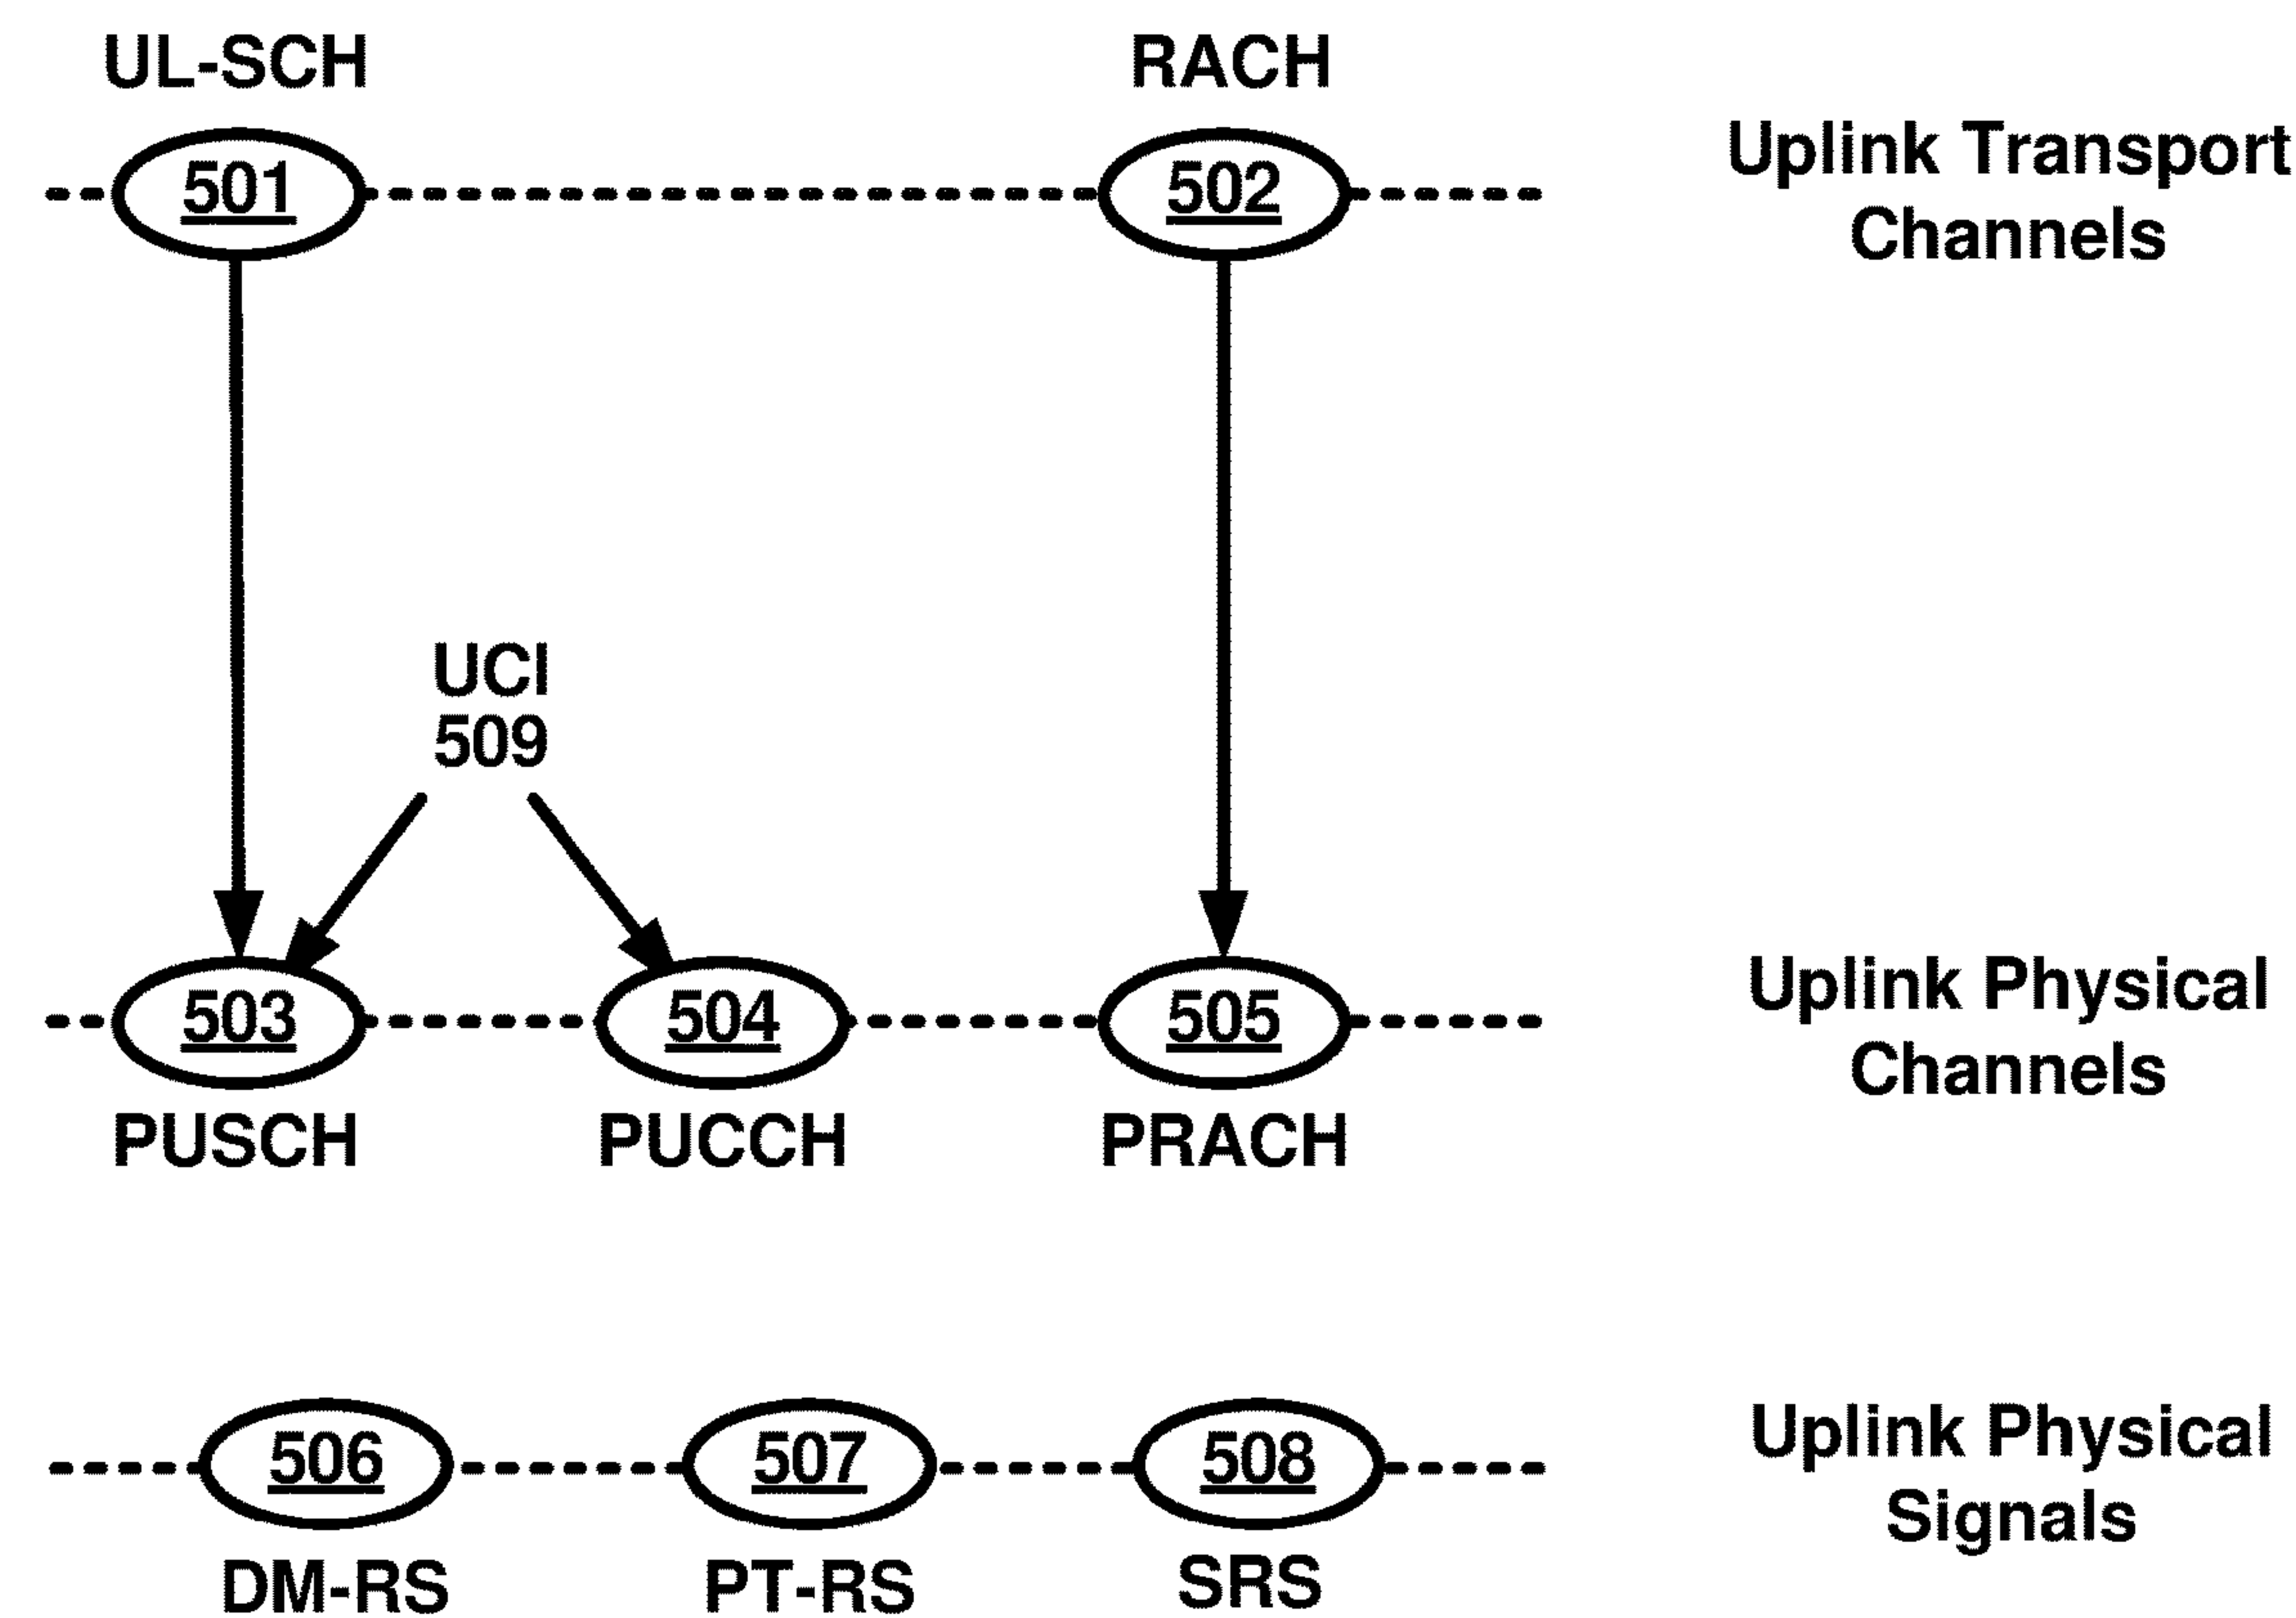 UL-SCH
RACH
501
502
Uplink Transport
Channels
UCI
509
503
504
505
Uplink Physical
Channels
PUSCH
PUCCH
PRACH
506
507
508
Uplink Physical
Signals
DM-RS
PT-RS
SRS